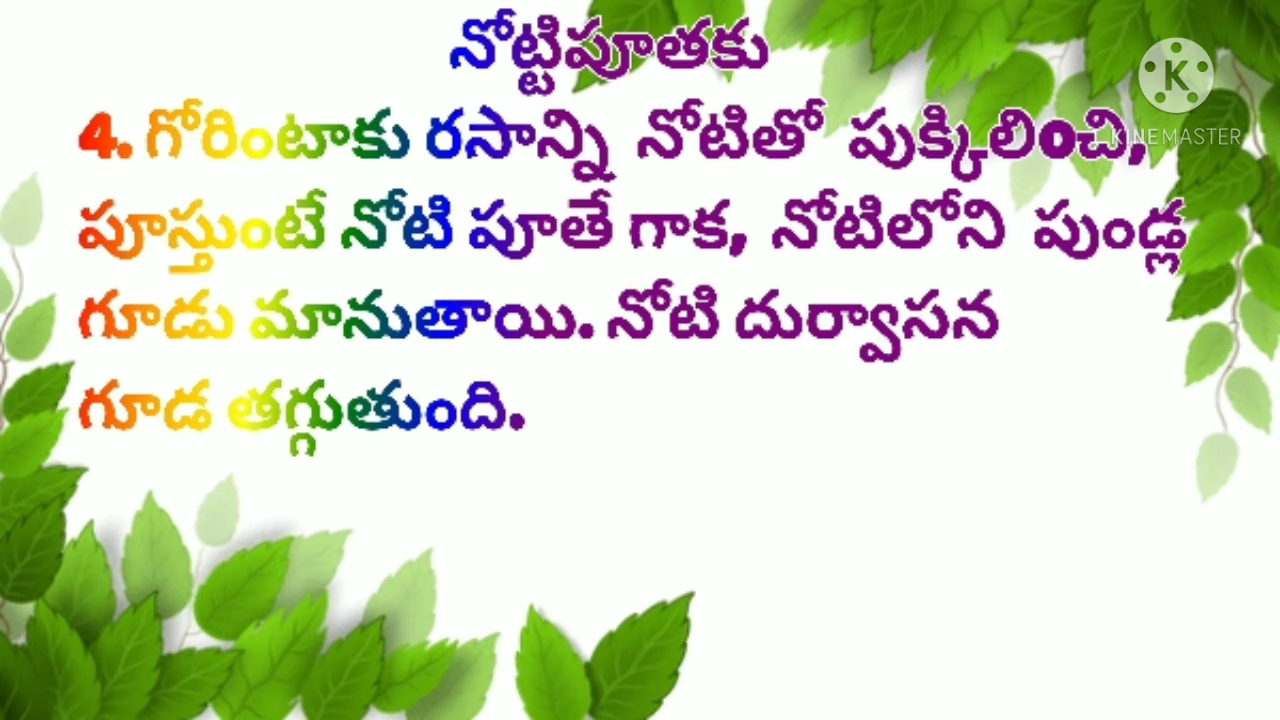 నోట్టిపూతకు
4. గోరింటాకు రసాన్ని నోటితో పుక్కిలించి,
పూస్తుంటే నోటి పూతే గాక, నోటిలోని పుండ్ల
గూడు మానుతాయి. నోటి దుర్వాసన
గూడ తగ్గుతుంది.
K
KINEMASTER